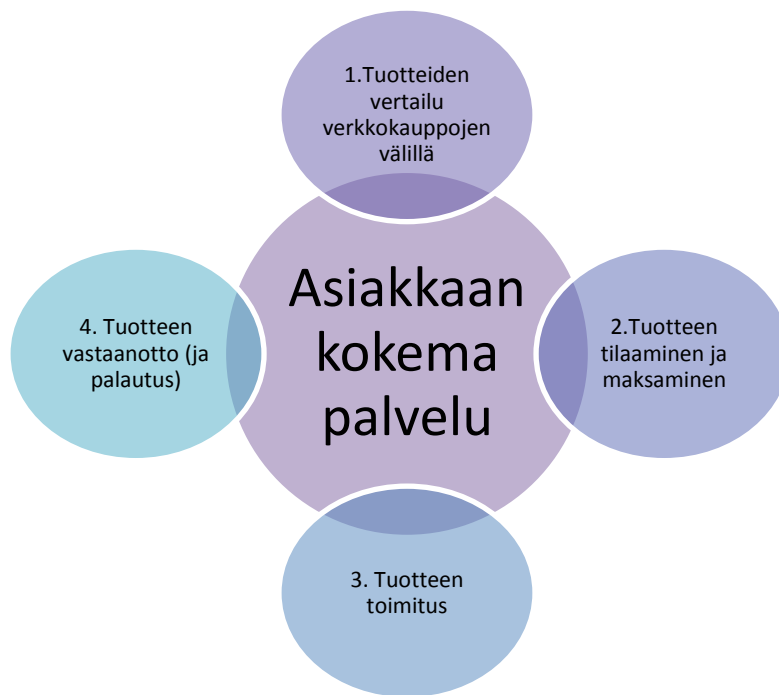 1.Tuotteiden
vertailu
verkkokauppojen
välillä
Asiakkaan
kokema
palvelu
2.Tuotteen
tilaaminen ja
maksaminen
3. Tuotteen
toimitus
4. Tuotteen
vastaanotto (ja
palautus)